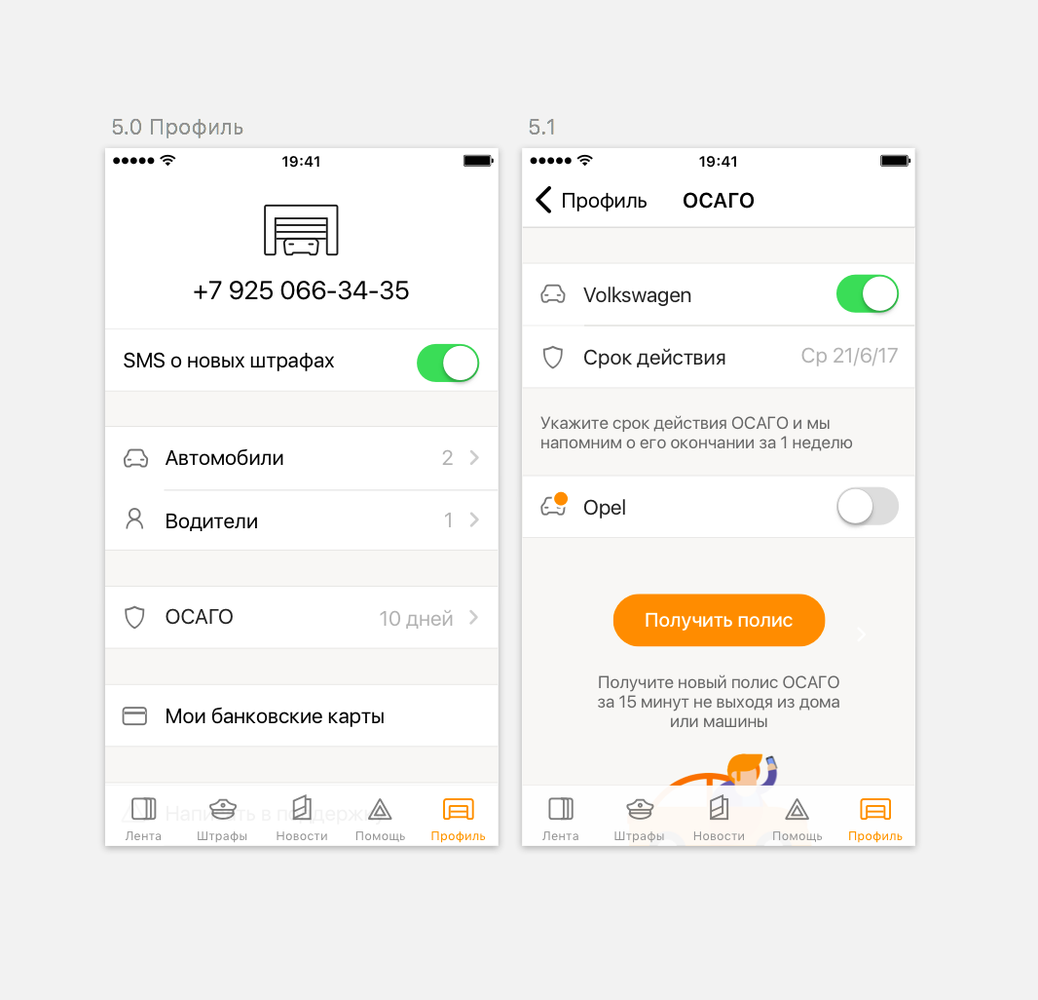 5.0 Профиль
19:41
+7 925 066-34-35
SMS о новых штрафах
Автомобили 2
Водители 1
ОСАГО 10 дней
Мои банковские карты
Написать в поддержку
Лента Штрафы Новости Помощь Профиль
5.1
19:41
Профиль ОСАГО
Volkswagen
Срок действия Ср 21/6/17
Укажите срок действия ОСАГО и мы
напомним о его окончании за 1 неделю
Opel
Получить полис
Получите новый полис ОСАГО
за 15 минут не выходя из дома
или машины
Лента Штрафы Новости Помощь Профиль